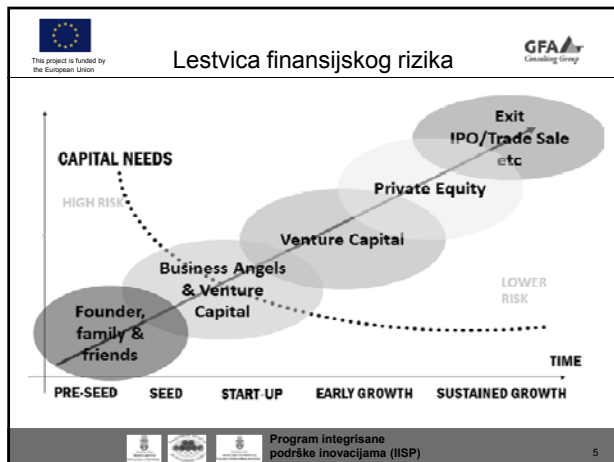 This project is funded by
the European Union
Lestvica finansijskog rizika
GFA
Consulting Group
Exit
IPO/Trade Sale
etc
CAPITAL NEEDS
Private Equity
HIGH RISK
Venture Capital
Business Angels
& Venture
Capital
LOWER
RISK
Founder,
family &
friends
TIME
PRE-SEED SEED START-UP EARLY GROWTH SUSTAINED GROWTH
Program integrisane
podrške inovacijama (IISP)
5